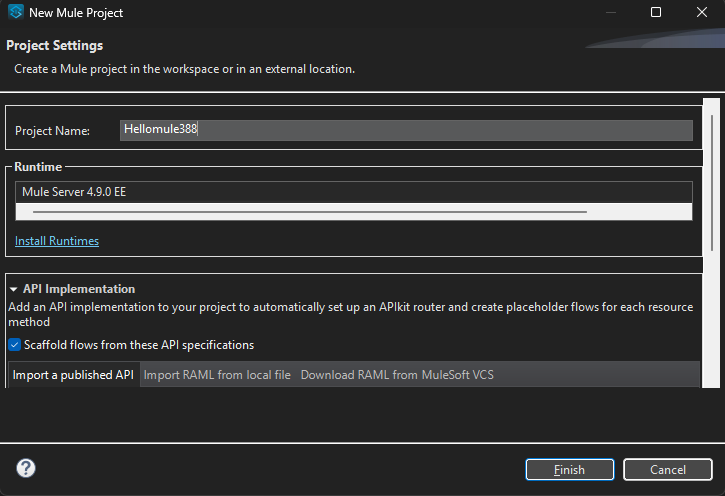 New Mule Project
Project Settings
Create a Mule project in the workspace or in an external location.
Project Name:
Hellomule388
Runtime
Mule Server 4.9.0 EE
Install Runtimes
API Implementation
Add an API implementation to your project to automatically set up an APIkit router and create placeholder flows for each resource
method
Scaffold flows from these API specifications
Import a published API
Import RAML from local file
Download RAML from MuleSoft VCS
?
Finish
Cancel